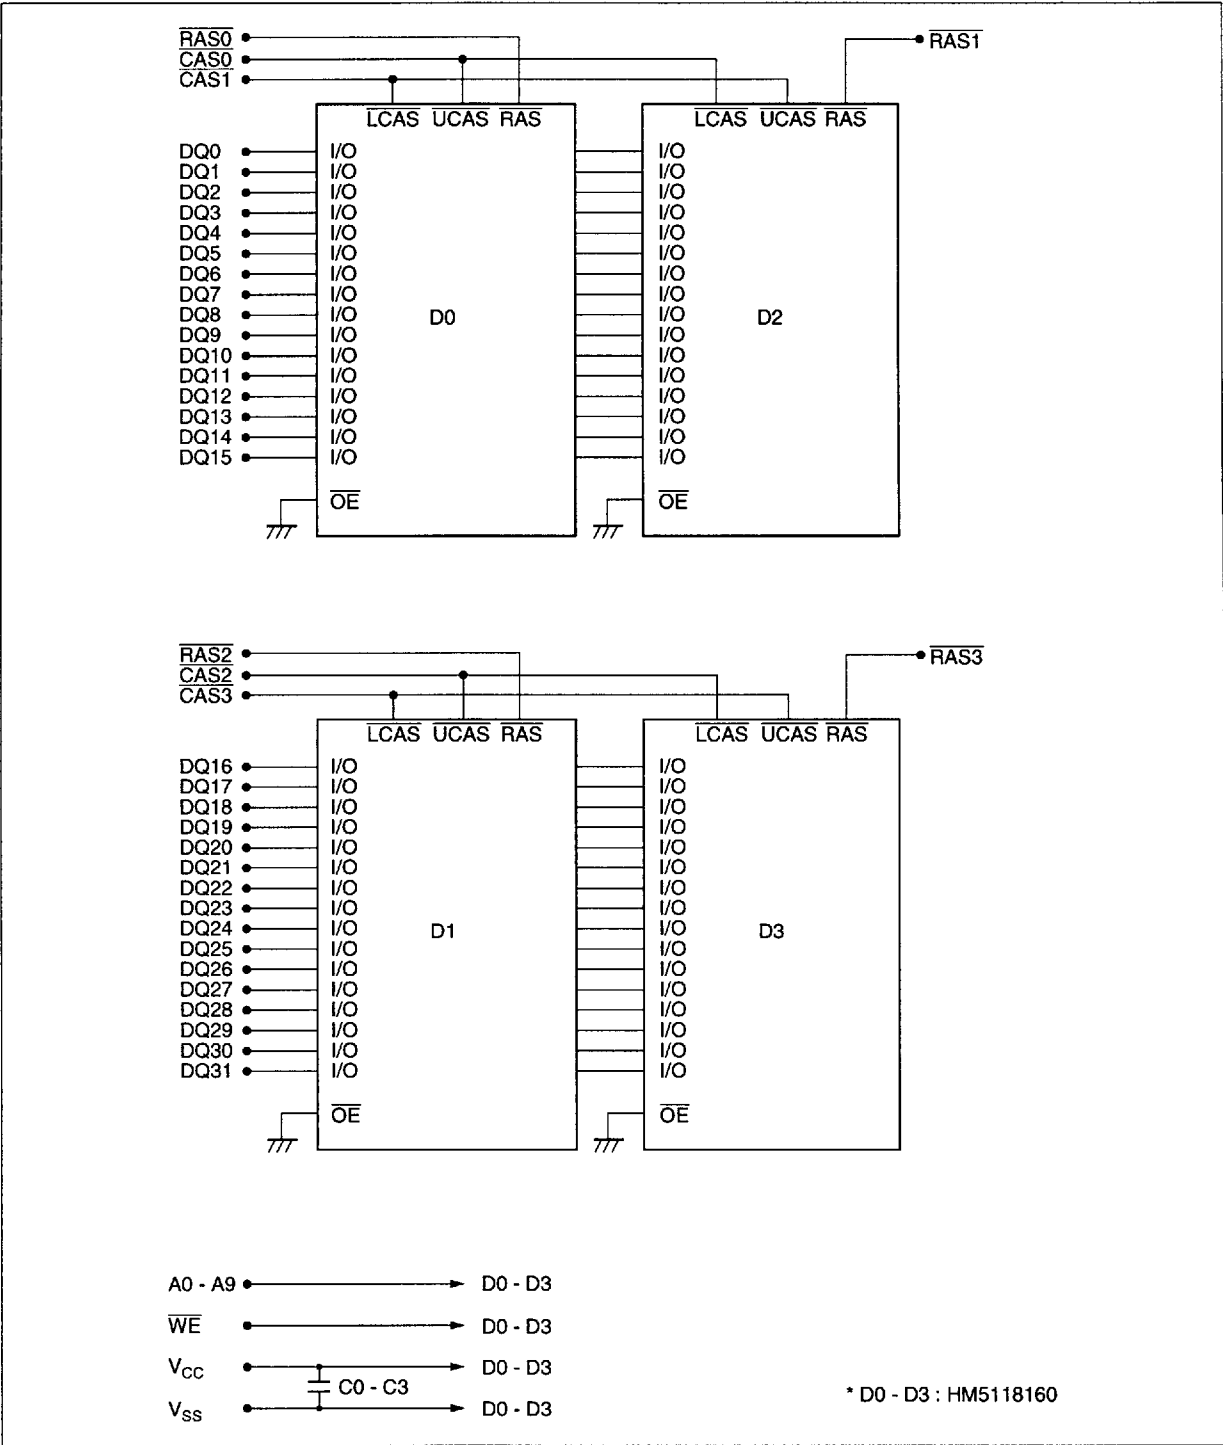 RAS0
CAS0
CAS1
RAS1
LCAS UCAS RAS
LCAS UCAS RAS
DQ0 I/O I/O
DQ1 I/O I/O
DQ2 I/O I/O
DQ3 I/O I/O
DQ4 I/O I/O
DQ5 I/O I/O
DQ6 I/O I/O
DQ7 I/O I/O
DQ8 I/O D0 I/O D2
DQ9 I/O I/O
DQ10 I/O I/O
DQ11 I/O I/O
DQ12 I/O I/O
DQ13 I/O I/O
DQ14 I/O I/O
DQ15 I/O I/O
OE OE
RAS2
CAS2
CAS3
RAS3
LCAS UCAS RAS
LCAS UCAS RAS
DQ16 I/O I/O
DQ17 I/O I/O
DQ18 I/O I/O
DQ19 I/O I/O
DQ20 I/O I/O
DQ21 I/O I/O
DQ22 I/O I/O
DQ23 I/O I/O
DQ24 I/O D1 I/O D3
DQ25 I/O I/O
DQ26 I/O I/O
DQ27 I/O I/O
DQ28 I/O I/O
DQ29 I/O I/O
DQ30 I/O I/O
DQ31 I/O I/O
OE OE
A0 - A9 D0 - D3
WE D0 - D3
VCC D0 - D3
C0 - C3
VSS D0 - D3
* D0 - D3 : HM5118160